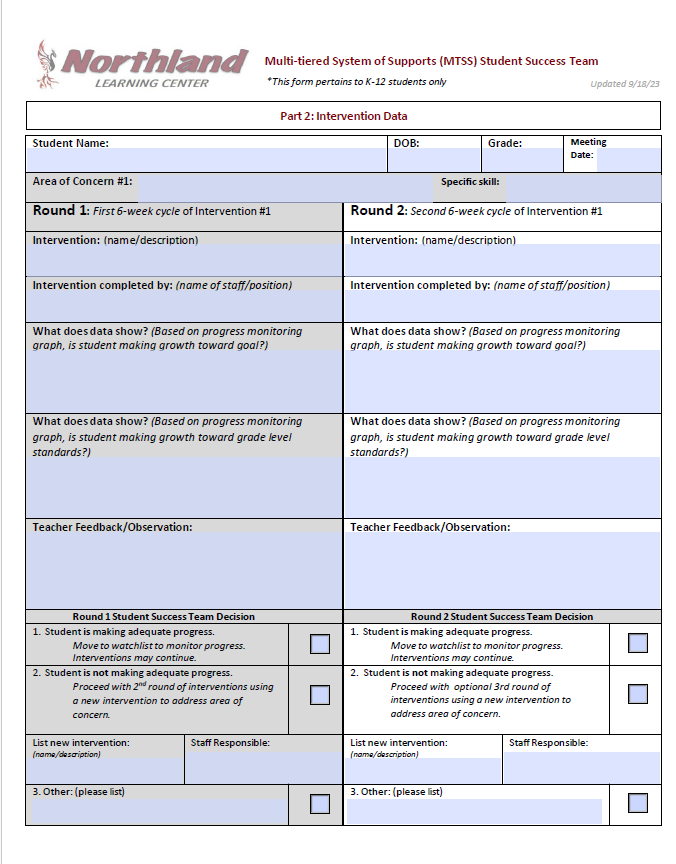 Northland
LEARNING CENTER
Multi-tiered System of Supports (MTSS) Student Success Team
*This form pertains to K-12 students only
Updated 9/18/23
Part 2: Intervention Data
Student Name:
DOB:
Grade:
Meeting
Date:
Area of Concern #1:
Specific skill:
Round 1: First 6-week cycle of Intervention #1
Round 2: Second 6-week cycle of Intervention #1
Intervention: (name/description)
Intervention: (name/description)
Intervention completed by: (name of staff/position)
Intervention completed by: (name of staff/position)
What does data show? (Based on progress monitoring
graph, is student making growth toward goal?)
What does data show? (Based on progress monitoring
graph, is student making growth toward goal?)
What does data show? (Based on progress monitoring
graph, is student making growth toward grade level
standards?)
What does data show? (Based on progress monitoring
graph, is student making growth toward grade level
standards?)
Teacher Feedback/Observation:
Teacher Feedback/Observation:
Round 1 Student Success Team Decision
Round 2 Student Success Team Decision
1. Student is making adequate progress.
Move to watchlist to monitor progress.
Interventions may continue.
1. Student is making adequate progress.
Move to watchlist to monitor progress.
Interventions may continue.
2. Student is not making adequate progress.
Proceed with 2nd round of interventions using
a new intervention to address area of
concern.
2. Student is not making adequate progress.
Proceed with optional 3rd round of
interventions using a new intervention to
address area of concern.
List new intervention:
(name/description)
Staff Responsible:
List new intervention:
(name/description)
Staff Responsible:
3. Other: (please list)
3. Other: (please list)